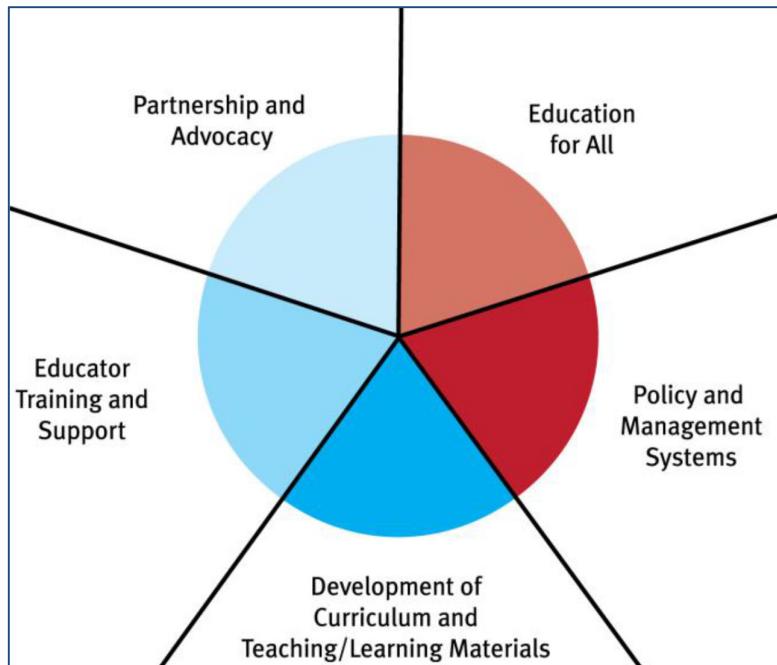 Partnership and
Advocacy
Education
for All
Educator
Training and
Support
Policy and
Management
Systems
Development of
Curriculum and
Teaching/Learning Materials